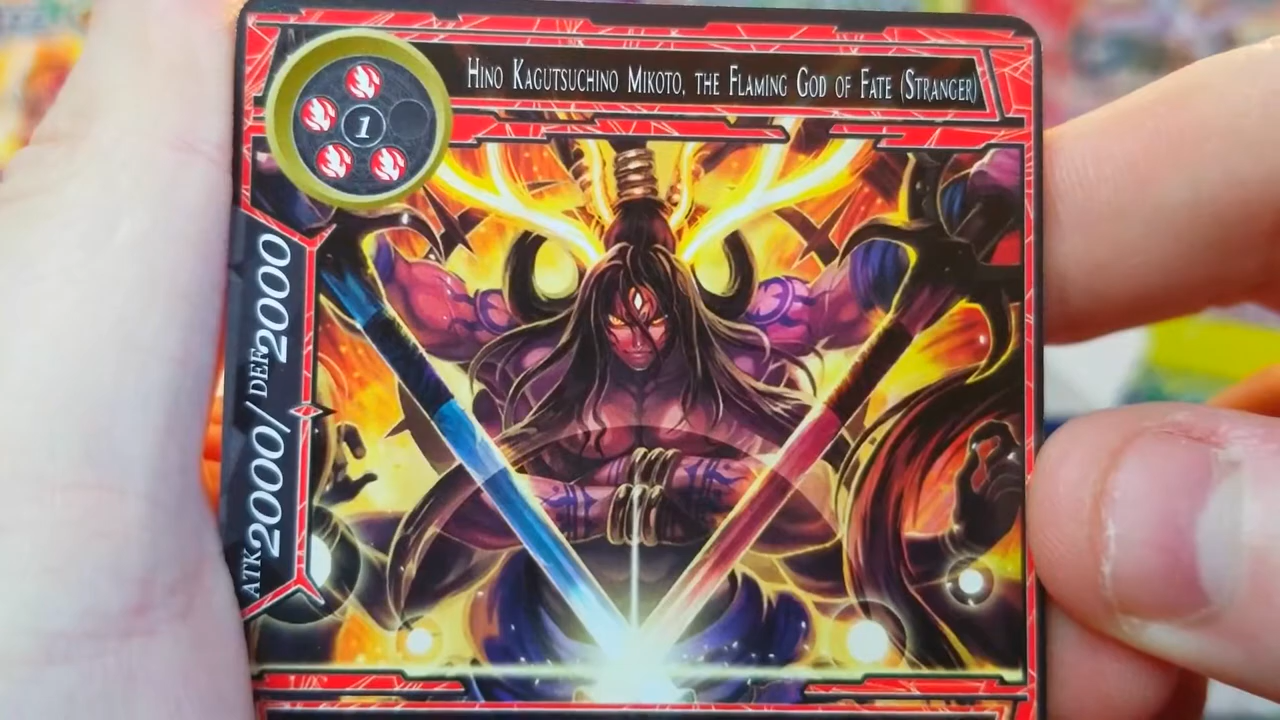 Hino Kagutsuchino Mikoto, the Flaming God of Fate (Stranger)
1
ATK2000/DEF2000